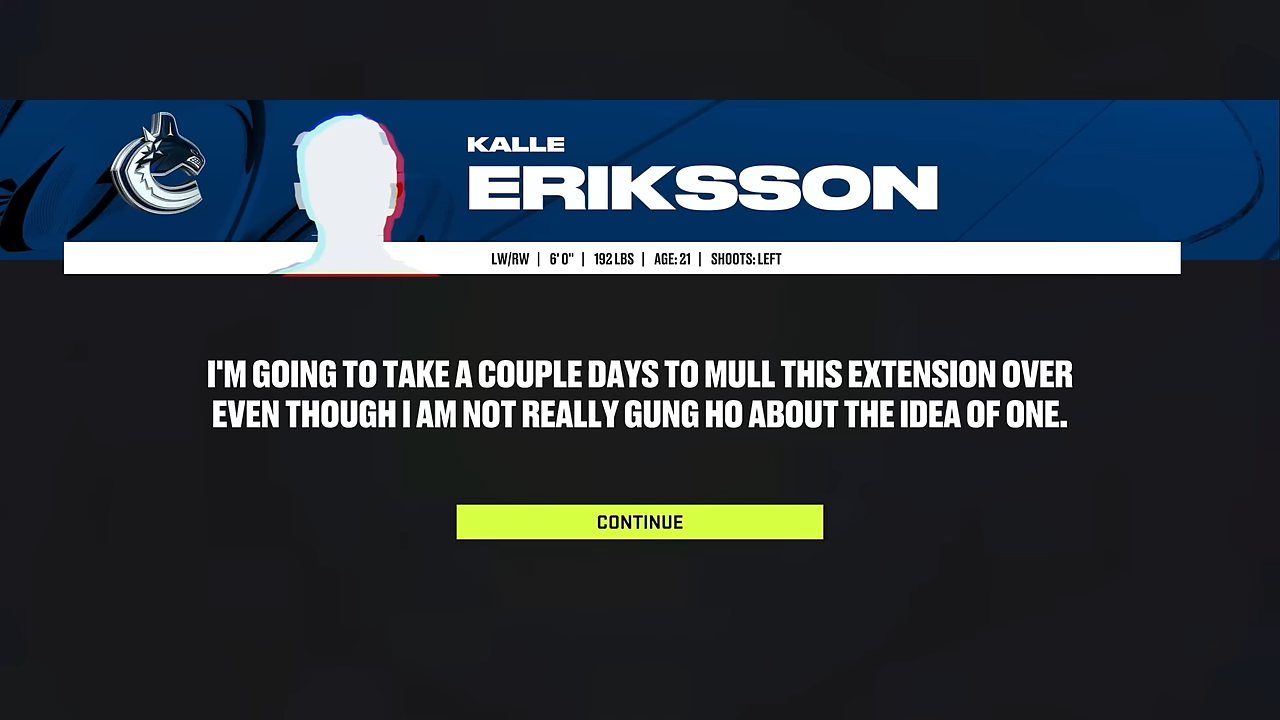 KALLE
ERIKSSON
LW/RW | 6' 0" | 192 LBS | AGE: 21 | SHOOTS: LEFT
I'M GOING TO TAKE A COUPLE DAYS TO MULL THIS EXTENSION OVER
EVEN THOUGH I AM NOT REALLY GUNG HO ABOUT THE IDEA OF ONE.
CONTINUE